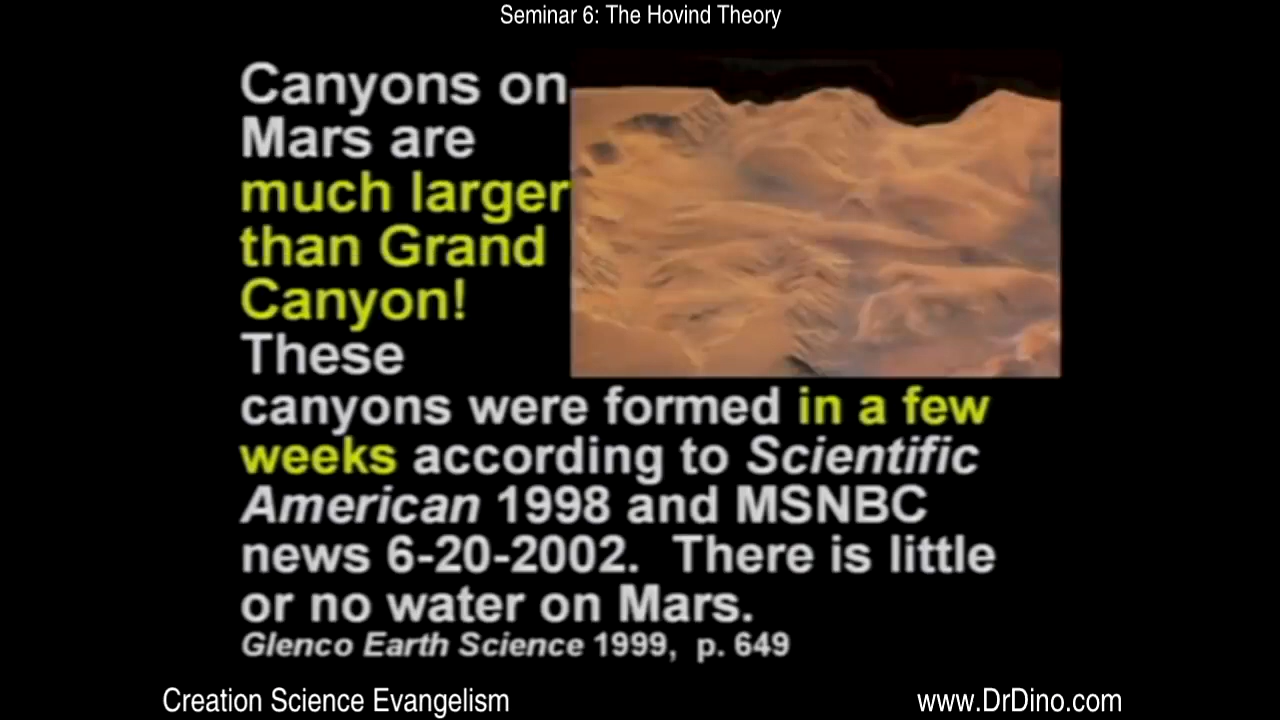 Seminar 6: The Hovind Theory
Canyons on
Mars are
much larger
than Grand
Canyon!
These
canyons were formed in a few
weeks according to Scientific
American 1998 and MSNBC
news 6-20-2002.  There is little
or no water on Mars.
Glenco Earth Science 1999,  p. 649
Creation Science Evangelism
www.DrDino.com